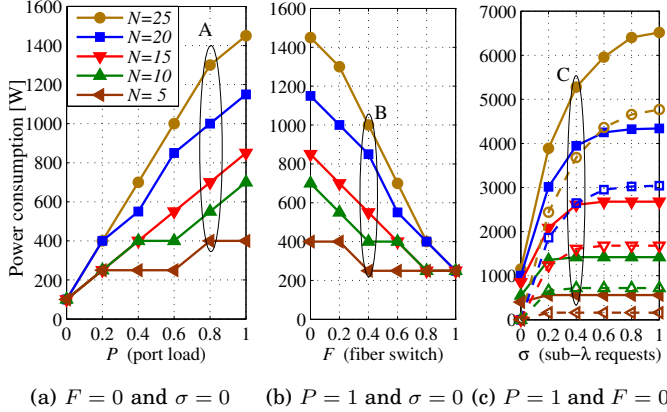 1600
1400
1200
1000
800
600
400
200
0
Power consumption [W]
N=25
N=20
N=15
N=10
N= 5
A
0 0.2 0.4 0.6 0.8 1
P (port load)
1600
1400
1200
1000
800
600
400
200
0
B
0 0.2 0.4 0.6 0.8 1
F (fiber switch)
7000
6000
5000
4000
3000
2000
1000
0
C
0 0.2 0.4 0.6 0.8 1
σ (sub-λ requests)
(a) F = 0 and σ = 0 (b) P = 1 and σ = 0 (c) P = 1 and F = 0